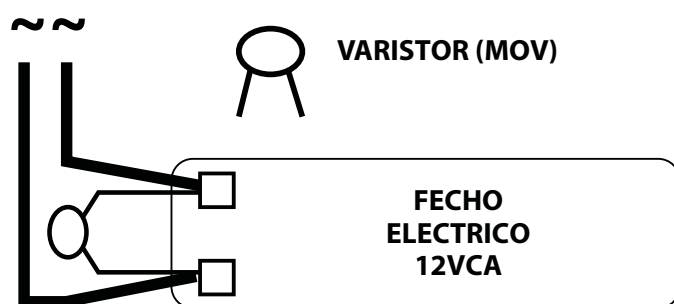 ~~
VARISTOR (MOV)
FECHO
ELECTRICO
12VCA